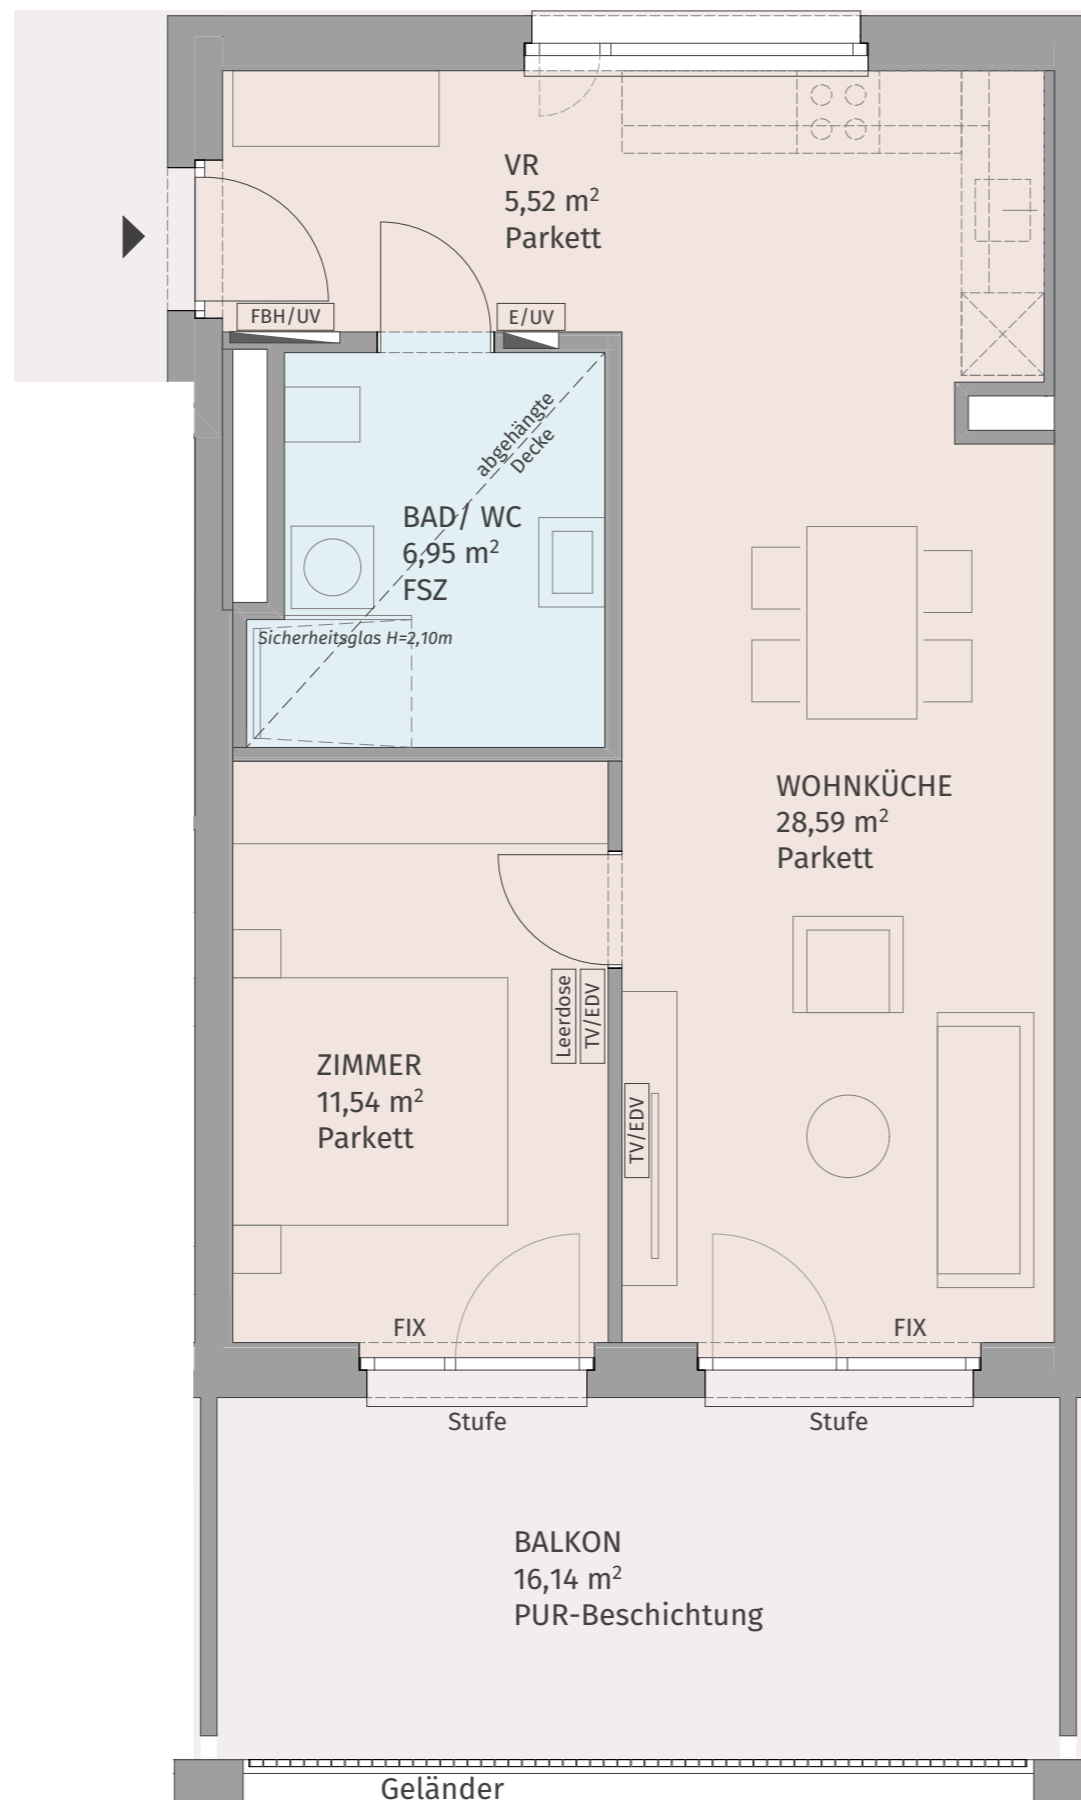 VR
5,52 m²
Parkett
FBH/UV
E/UV
abgehängte
Decke
BAD/ WC
6,95 m²
FSZ
Sicherheitsglas H=2,10m
WOHNKÜCHE
28,59 m²
Parkett
Leerdose
TV/EDV
ZIMMER
11,54 m²
Parkett
TV/EDV
FIX
FIX
Stufe
Stufe
BALKON
16,14 m²
PUR-Beschichtung
Geländer